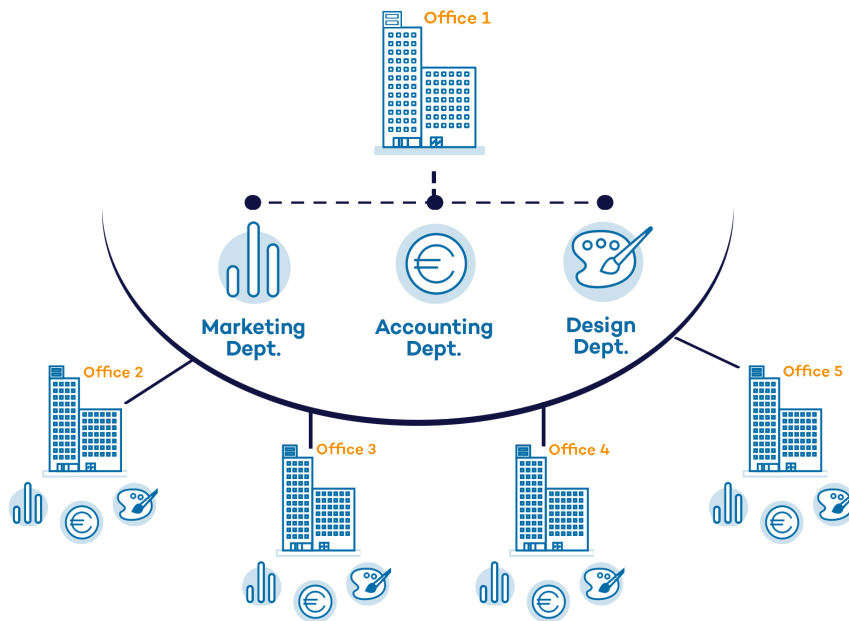 Office 1
Marketing
Dept.
Accounting
Dept.
Design
Dept.
Office 2
Office 3
Office 4
Office 5